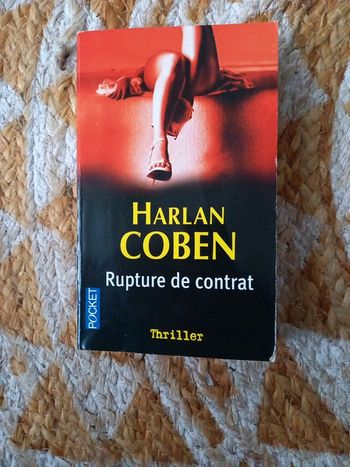 HARLAN
COBEN
Rupture de contrat
POCKET
Thriller